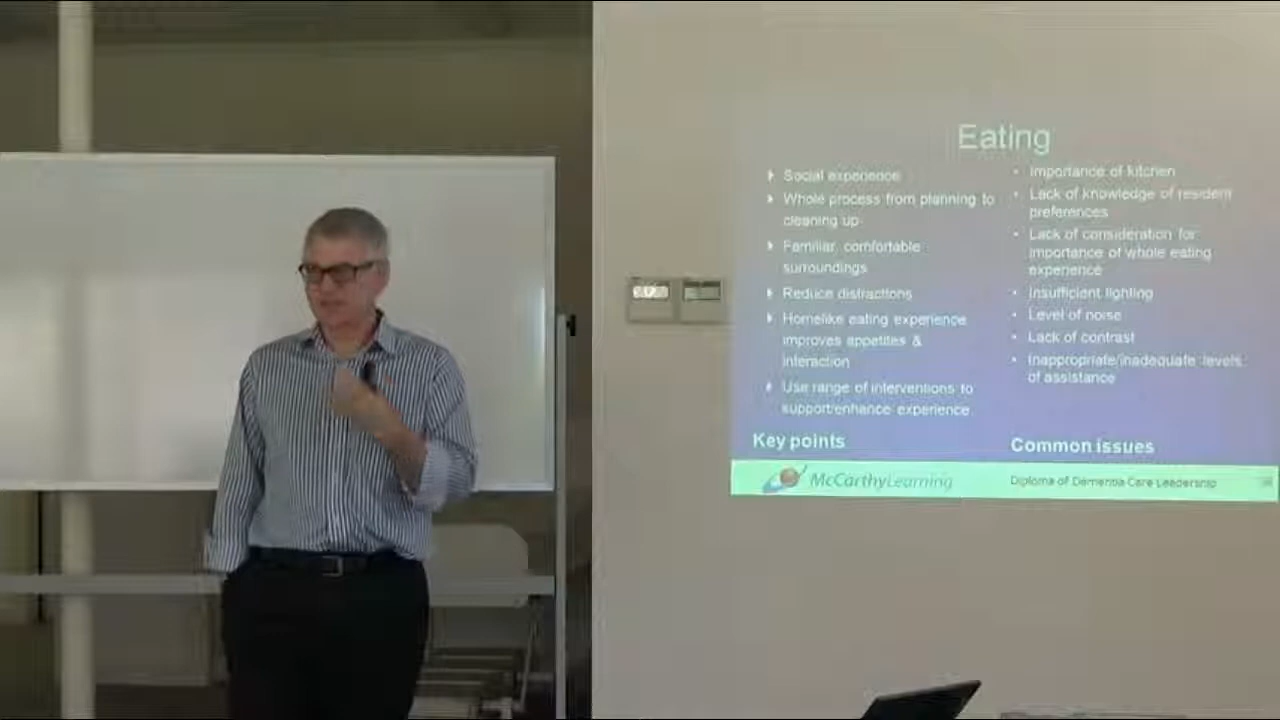 Eating
Social experience
Whole process from planning to
cleaning up
Familiar, comfortable
surroundings
Reduce distractions
Homelike eating experience
improves appetites &
interaction
Use range of interventions to
support/enhance experience
Key points
Importance of kitchen
Lack of knowledge of resident
preferences
Lack of consideration for
importance of whole eating
experience
Insufficient lighting
Level of noise
Lack of contrast
Inappropriate/inadequate levels
of assistance
Common issues
McCarthyLearning
Diploma of Dementia Care Leadership